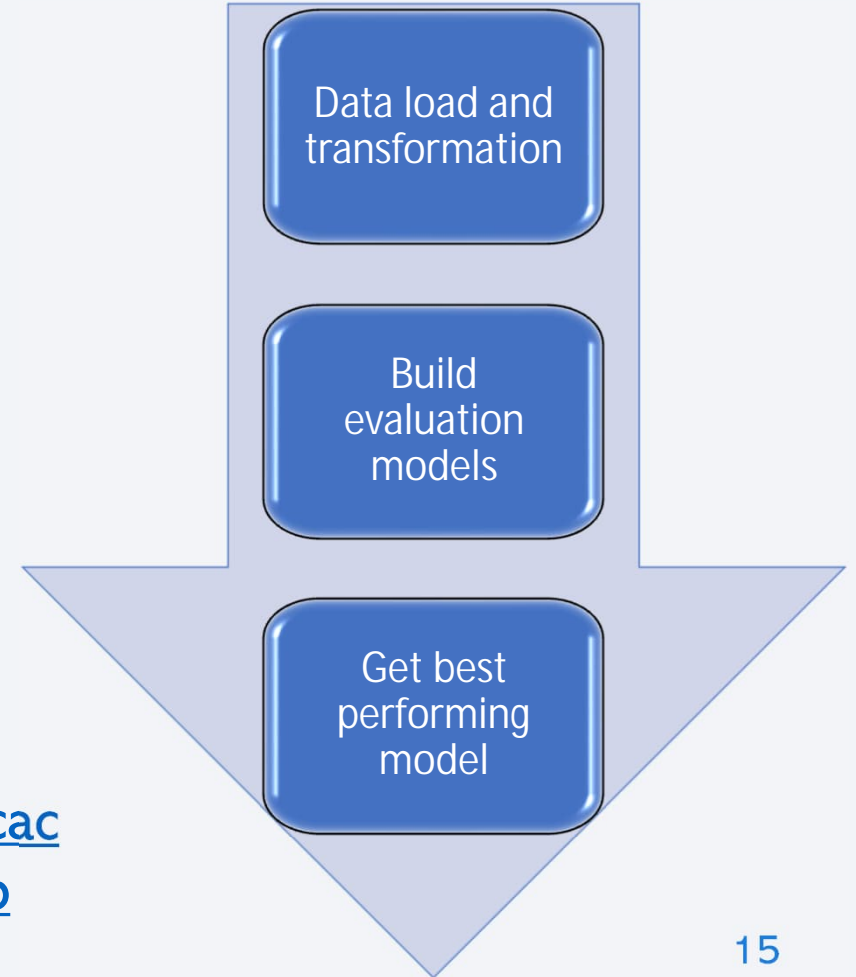 Data load and
transformation
Build
evaluation
models
Get best
performing
model
cac
15